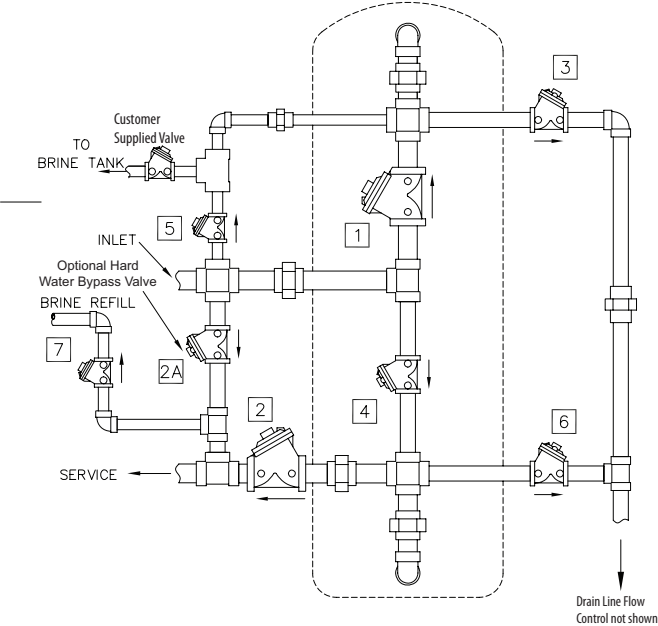 3
Customer
Supplied Valve
TO
BRINE TANK
1
5
INLET
Optional Hard
Water Bypass Valve
BRINE REFILL
7
2A
2
4
6
SERVICE
Drain Line Flow
Control not shown